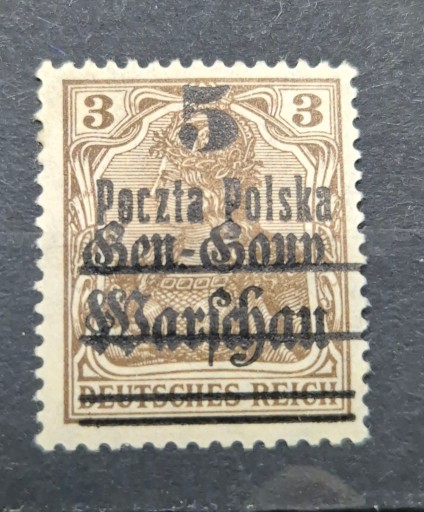 3 5 3
Poczta Polska
Gen.-Gouv.
Warschau
DEUTSCHES REICH